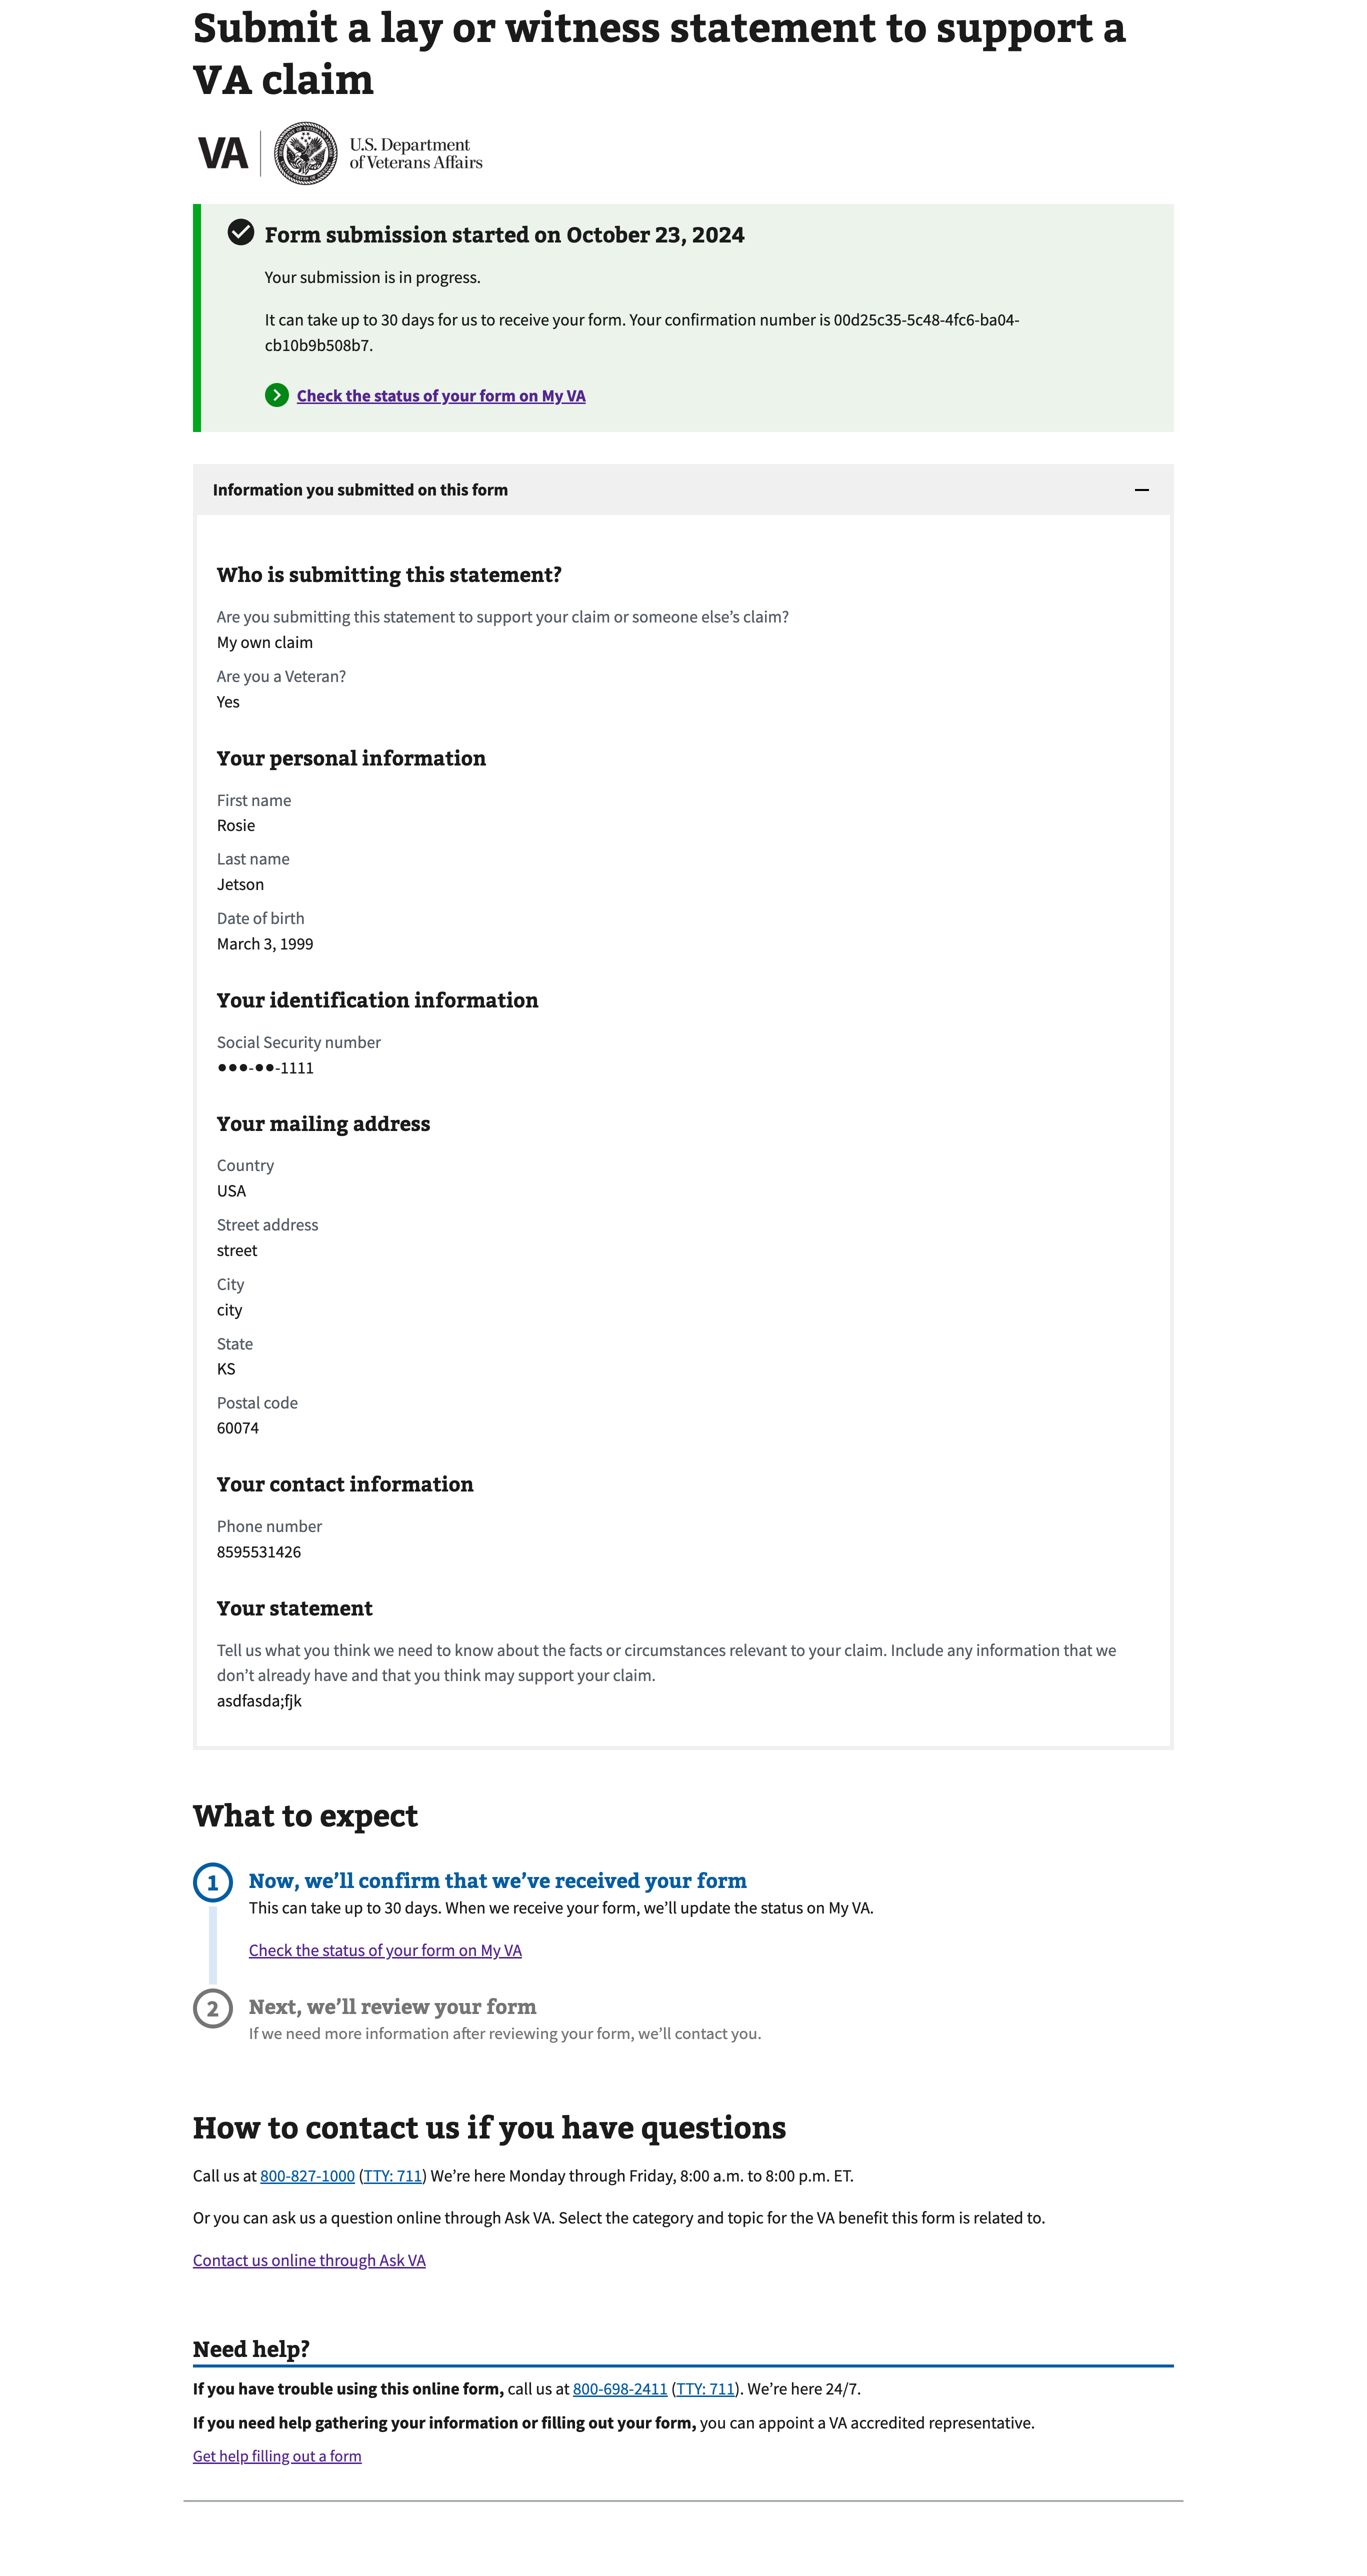 Submit a lay or witness statement to support a
VA claim
VA
U.S. Department
of Veterans Affairs
Form submission started on October 23, 2024
Your submission is in progress.
It can take up to 30 days for us to receive your form. Your confirmation number is 00d25c35-5c48-4fc6-ba04-
cb10b9b508b7.
Check the status of your form on My VA
Information you submitted on this form
Who is submitting this statement?
Are you submitting this statement to support your claim or someone else’s claim?
My own claim
Are you a Veteran?
Yes
Your personal information
First name
Rosie
Last name
Jetson
Date of birth
March 3, 1999
Your identification information
Social Security number
●●●-●●-1111
Your mailing address
Country
USA
Street address
street
City
city
State
KS
Postal code
60074
Your contact information
Phone number
8595531426
Your statement
Tell us what you think we need to know about the facts or circumstances relevant to your claim. Include any information that we
don’t already have and that you think may support your claim.
asdfasda;fjk
What to expect
1
Now, we’ll confirm that we’ve received your form
This can take up to 30 days. When we receive your form, we’ll update the status on My VA.
Check the status of your form on My VA
2
Next, we’ll review your form
If we need more information after reviewing your form, we’ll contact you.
How to contact us if you have questions
Call us at 800-827-1000 (TTY: 711) We’re here Monday through Friday, 8:00 a.m. to 8:00 p.m. ET.
Or you can ask us a question online through Ask VA. Select the category and topic for the VA benefit this form is related to.
Contact us online through Ask VA
Need help?
If you have trouble using this online form, call us at 800-698-2411 (TTY: 711). We’re here 24/7.
If you need help gathering your information or filling out your form, you can appoint a VA accredited representative.
Get help filling out a form